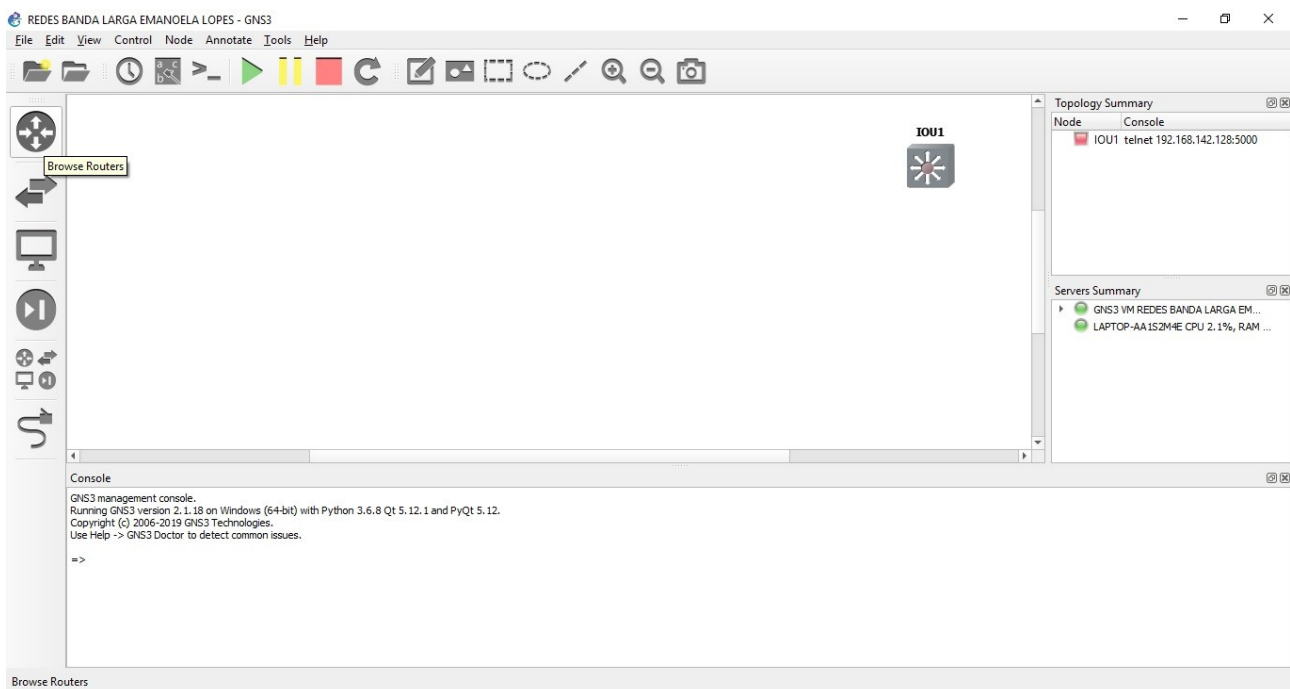 REDES BANDA LARGA EMANOELA LOPES - GNS3
File Edit View Control Node Annotate Tools Help
Browse Routers
IOU1
Topology Summary
Node Console
IOU1 telnet 192.168.142.128:5000
Servers Summary
GNS3 VM REDES BANDA LARGA EM...
LAPTOP-AA1S2M4E CPU 2.1%, RAM ...
Console
GNS3 management console.
Running GNS3 version 2.1.18 on Windows (64-bit) with Python 3.6.8 Qt 5.12.1 and PyQt 5.12.
Copyright (c) 2006-2019 GNS3 Technologies.
Use Help -> GNS3 Doctor to detect common issues.
=>
Browse Routers